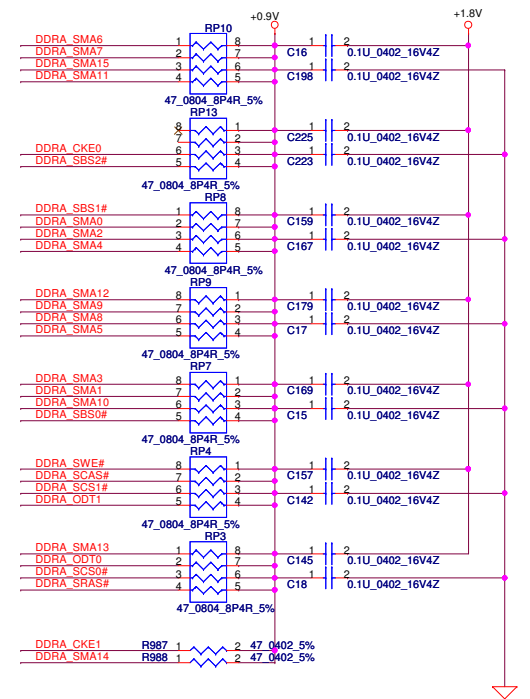 +0.9V +1.8V
RP10
DDRA_SMA6 1 8 1 2
DDRA_SMA7 2 7 C16 0.1U_0402_16V4Z
DDRA_SMA15 3 6 1 2
DDRA_SMA11 4 5 C198 0.1U_0402_16V4Z
47_0804_8P4R_5%
RP13
8 1 1 2
7 2 C225 0.1U_0402_16V4Z
DDRA_CKE0 6 3 1 2
DDRA_SBS2# 5 4 C223 0.1U_0402_16V4Z
47_0804_8P4R_5%
RP8
DDRA_SBS1# 1 8 1 2
DDRA_SMA0 2 7 C159 0.1U_0402_16V4Z
DDRA_SMA2 3 6 1 2
DDRA_SMA4 4 5 C167 0.1U_0402_16V4Z
47_0804_8P4R_5%
RP9
DDRA_SMA12 8 1 1 2
DDRA_SMA9 7 2 C179 0.1U_0402_16V4Z
DDRA_SMA8 6 3 1 2
DDRA_SMA5 5 4 C17 0.1U_0402_16V4Z
47_0804_8P4R_5%
RP7
DDRA_SMA3 8 1 1 2
DDRA_SMA1 7 2 C169 0.1U_0402_16V4Z
DDRA_SMA10 6 3 1 2
DDRA_SBS0# 5 4 C15 0.1U_0402_16V4Z
47_0804_8P4R_5%
RP4
DDRA_SWE# 8 1 1 2
DDRA_SCAS# 7 2 C157 0.1U_0402_16V4Z
DDRA_SCS1# 6 3 1 2
DDRA_ODT1 5 4 C142 0.1U_0402_16V4Z
47_0804_8P4R_5%
RP3
DDRA_SMA13 1 8 1 2
DDRA_ODT0 2 7 C145 0.1U_0402_16V4Z
DDRA_SCS0# 3 6 1 2
DDRA_SRAS# 4 5 C18 0.1U_0402_16V4Z
47_0804_8P4R_5%
DDRA_CKE1 R987 1 2 47_0402_5%
DDRA_SMA14 R988 1 2 47_0402_5%